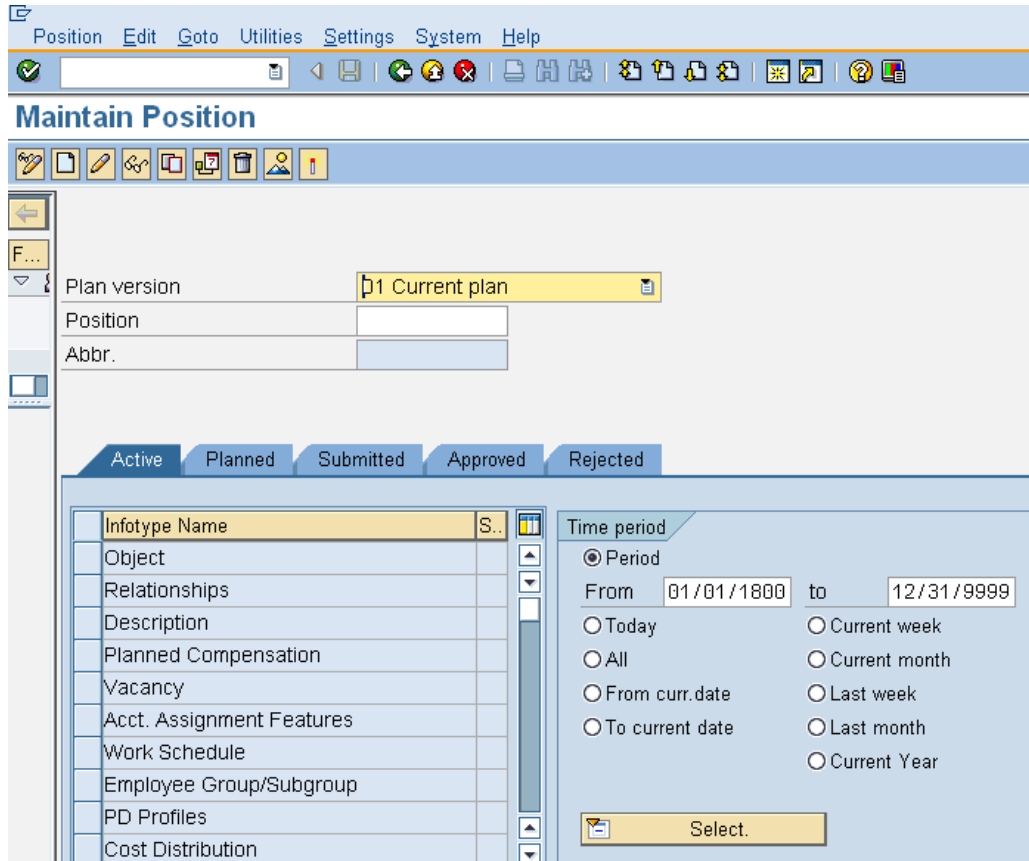 Position Edit Goto Utilities Settings System Help
Maintain Position
F...
Plan version 01 Current plan
Position
Abbr.
Active Planned Submitted Approved Rejected
Infotype Name S..
Object
Relationships
Description
Planned Compensation
Vacancy
Acct. Assignment Features
Work Schedule
Employee Group/Subgroup
PD Profiles
Cost Distribution
Time period
Period
From 01/01/1800 to 12/31/9999
Today Current week
All Current month
From curr.date Last week
To current date Last month
Current Year
Select.